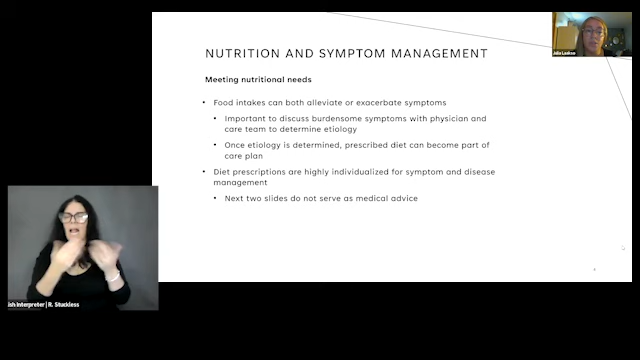 NUTRITION AND SYMPTOM MANAGEMENT
Julia Laakso
Meeting nutritional needs
• Food intakes can both alleviate or exacerbate symptoms
• Important to discuss burdensome symptoms with physician and
care team to determine etiology
• Once etiology is determined, prescribed diet can become part of
care plan
• Diet prescriptions are highly individualized for symptom and disease
management
• Next two slides do not serve as medical advice
ish Interpreter | R. Stuckless